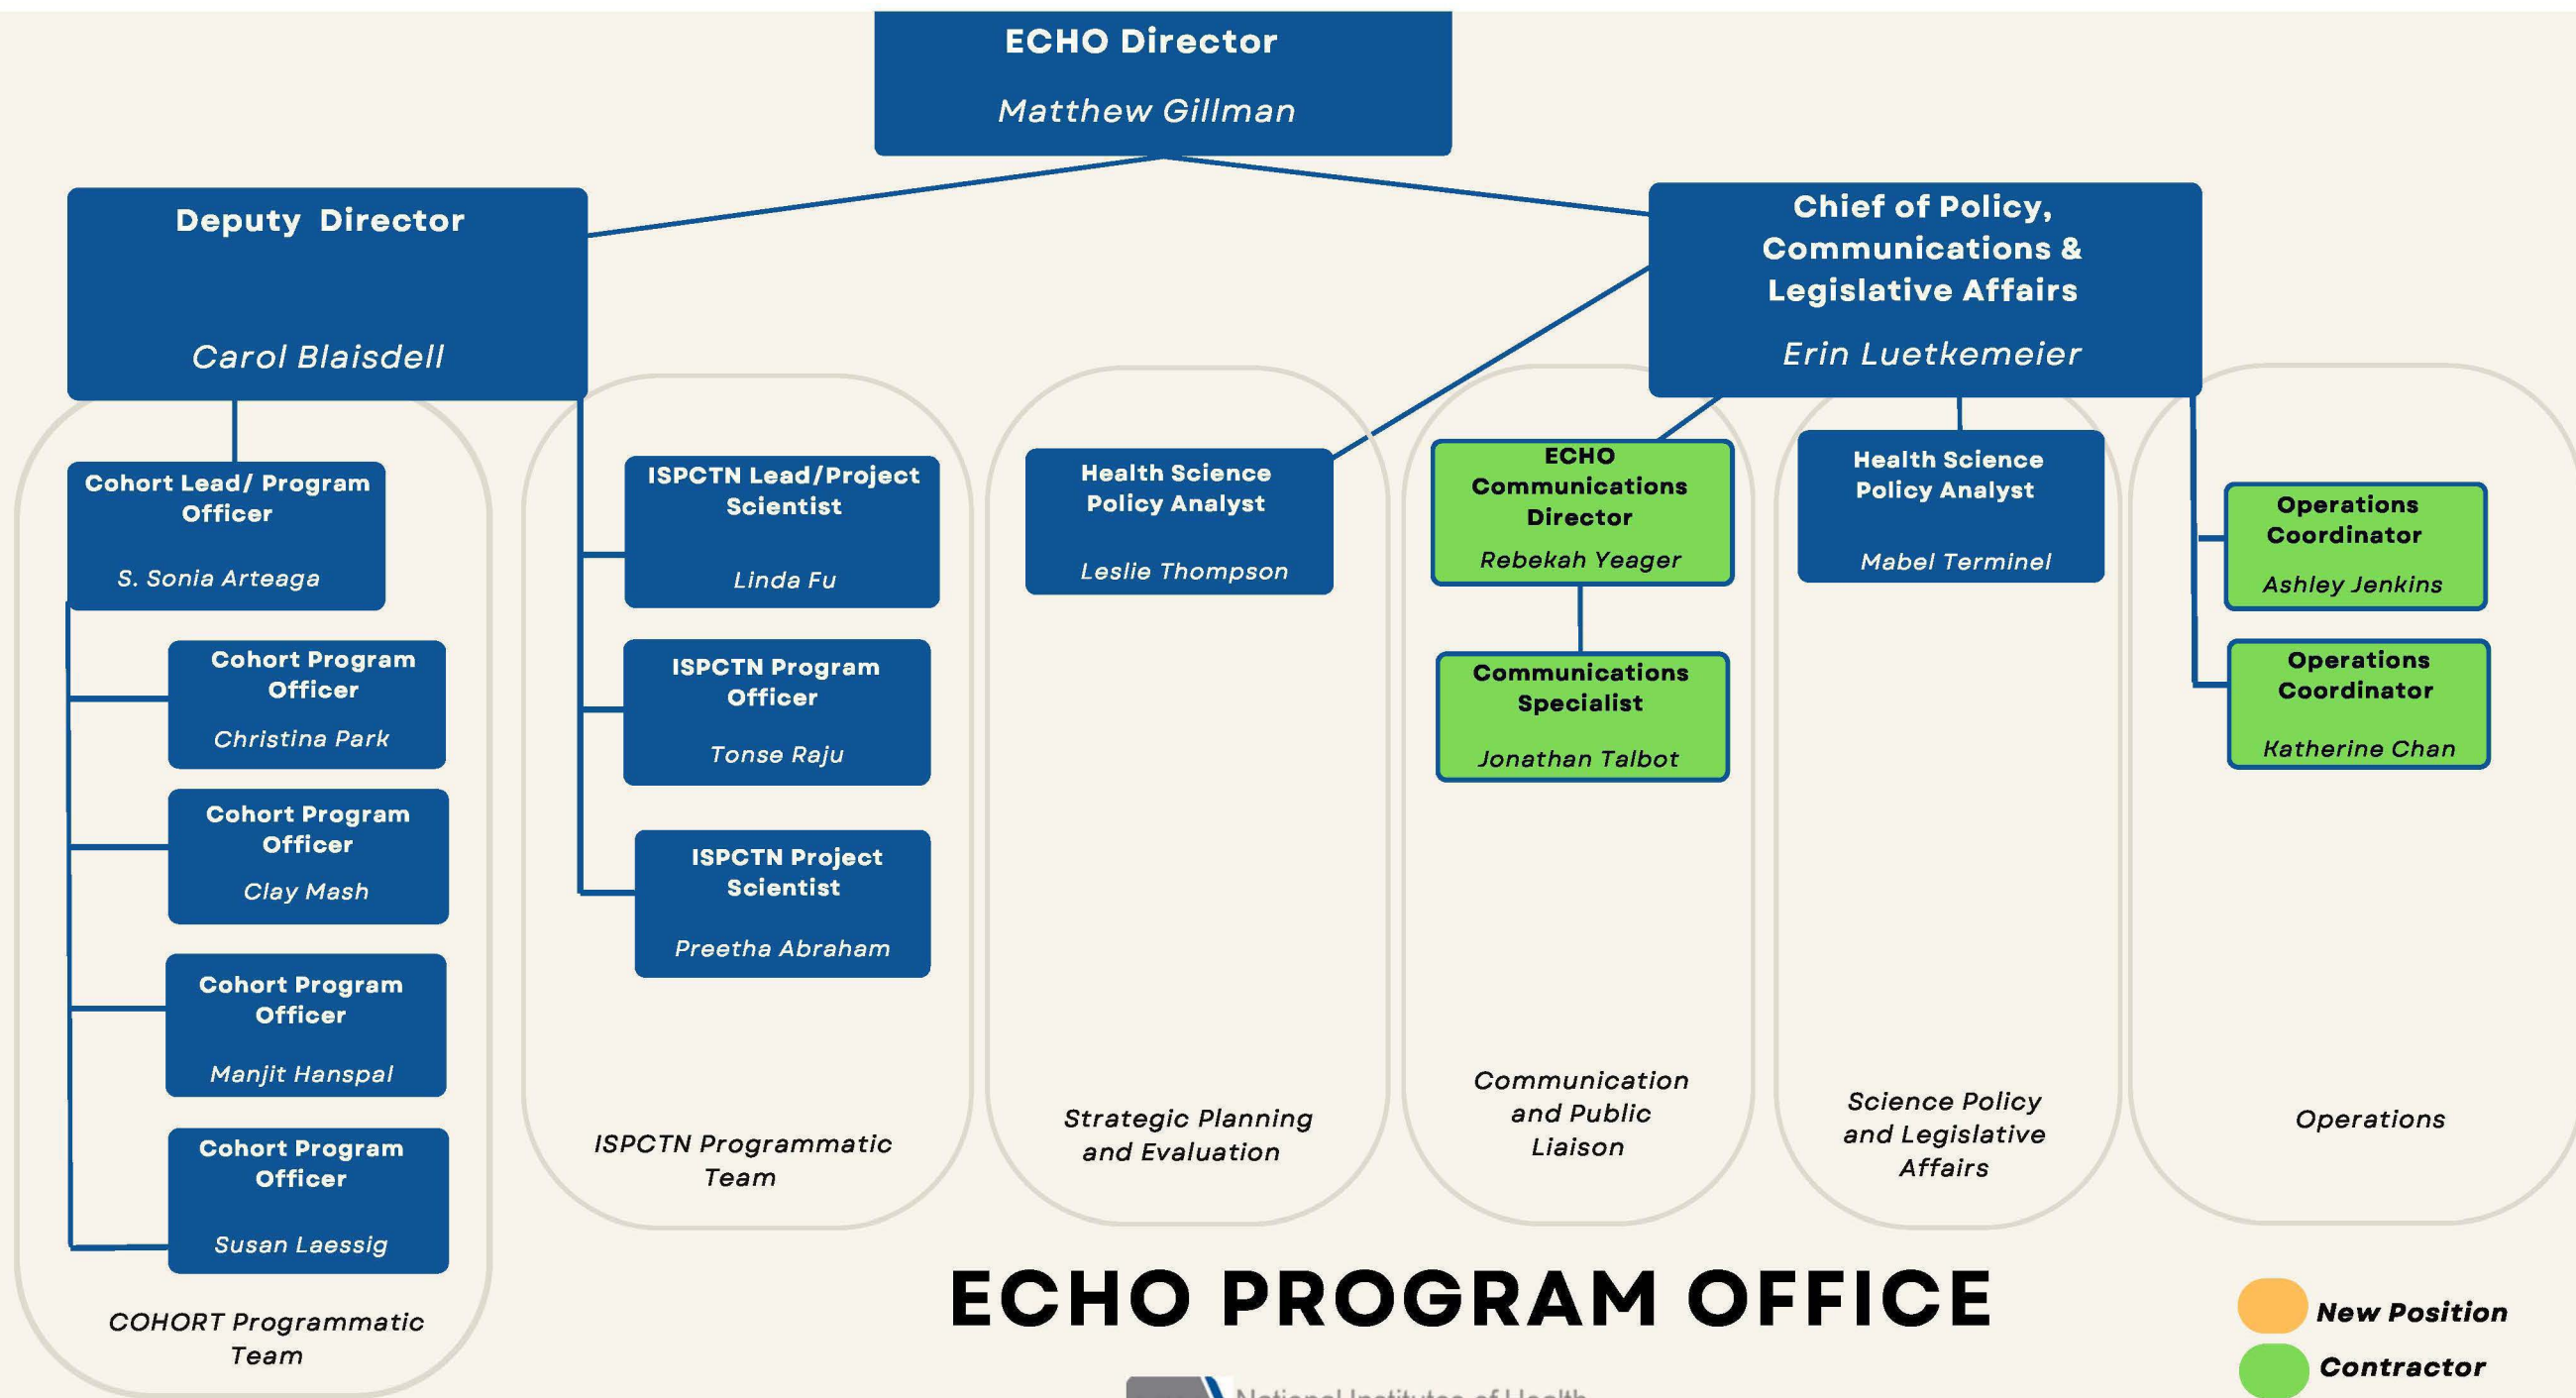 ECHO Director
Matthew Gillman
Deputy Director
Carol Blaisdell
Chief of Policy,
Communications &
Legislative Affairs
Erin Luetkemeier
Cohort Lead/ Program
Officer
S. Sonia Arteaga
Cohort Program
Officer
Christina Park
Cohort Program
Officer
Clay Mash
Cohort Program
Officer
Manjit Hanspal
Cohort Program
Officer
Susan Laessig
COHORT Programmatic
Team
ISPCTN Lead/Project
Scientist
Linda Fu
ISPCTN Program
Officer
Tonse Raju
ISPCTN Project
Scientist
Preetha Abraham
ISPCTN Programmatic
Team
Health Science
Policy Analyst
Leslie Thompson
Strategic Planning
and Evaluation
ECHO
Communications
Director
Rebekah Yeager
Communications
Specialist
Jonathan Talbot
Communication
and Public
Liaison
Health Science
Policy Analyst
Mabel Terminel
Science Policy
and Legislative
Affairs
Operations
Coordinator
Ashley Jenkins
Operations
Coordinator
Katherine Chan
Operations
ECHO PROGRAM OFFICE
New Position
Contractor
National Institutes of Health